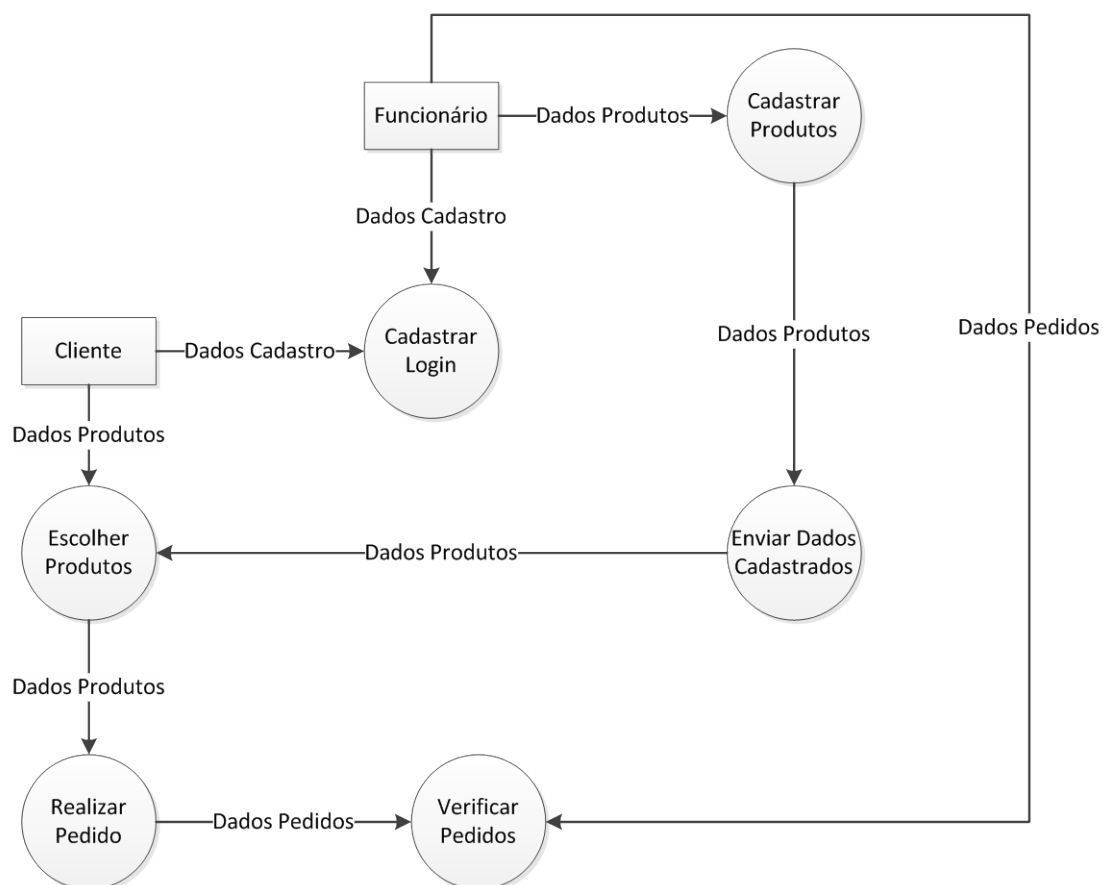 Funcionário
Dados Produtos
Cadastrar
Produtos
Dados Cadastro
Cliente
Dados Cadastro
Cadastrar
Login
Dados Produtos
Dados Pedidos
Dados Produtos
Escolher
Produtos
Dados Produtos
Enviar Dados
Cadastrados
Dados Produtos
Realizar
Pedido
Dados Pedidos
Verificar
Pedidos